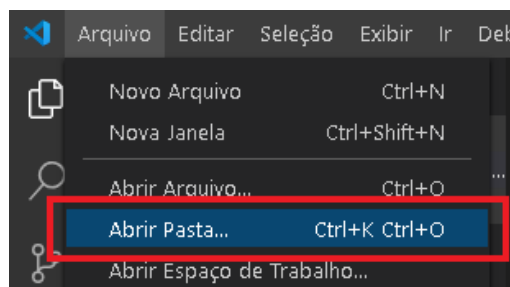 Arquivo Editar Seleção Exibir Ir Deb
Novo Arquivo Ctrl+N
Nova Janela Ctrl+Shift+N
Abrir Arquivo... Ctrl+O
Abrir Pasta... Ctrl+K Ctrl+O
Abrir Espaço de Trabalho...